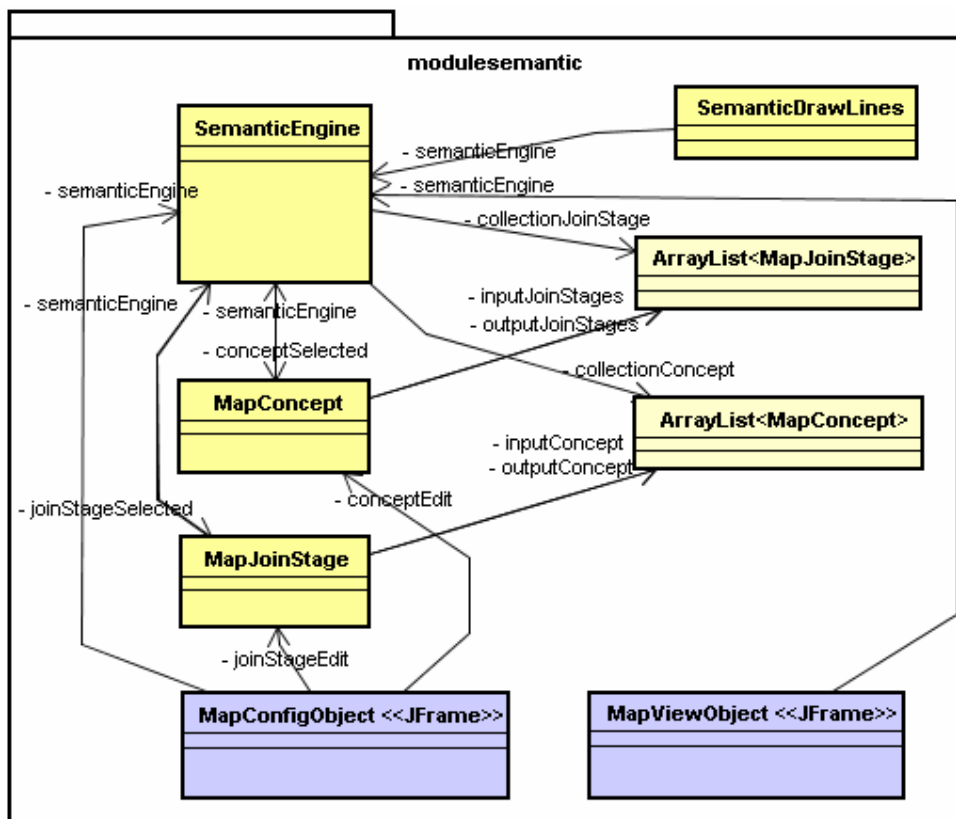 modulesemantic
SemanticEngine
SemanticDrawLines
- semanticEngine
- semanticEngine
- semanticEngine
- collectionJoinStage
ArrayList<MapJoinStage>
- semanticEngine
- semanticEngine
- inputJoinStages
- outputJoinStages
- conceptSelected
- collectionConcept
MapConcept
ArrayList<MapConcept>
- inputConcept
- outputConcept
- conceptEdit
- joinStageSelected
MapJoinStage
- joinStageEdit
MapConfigObject <<JFrame>>
MapViewObject <<JFrame>>